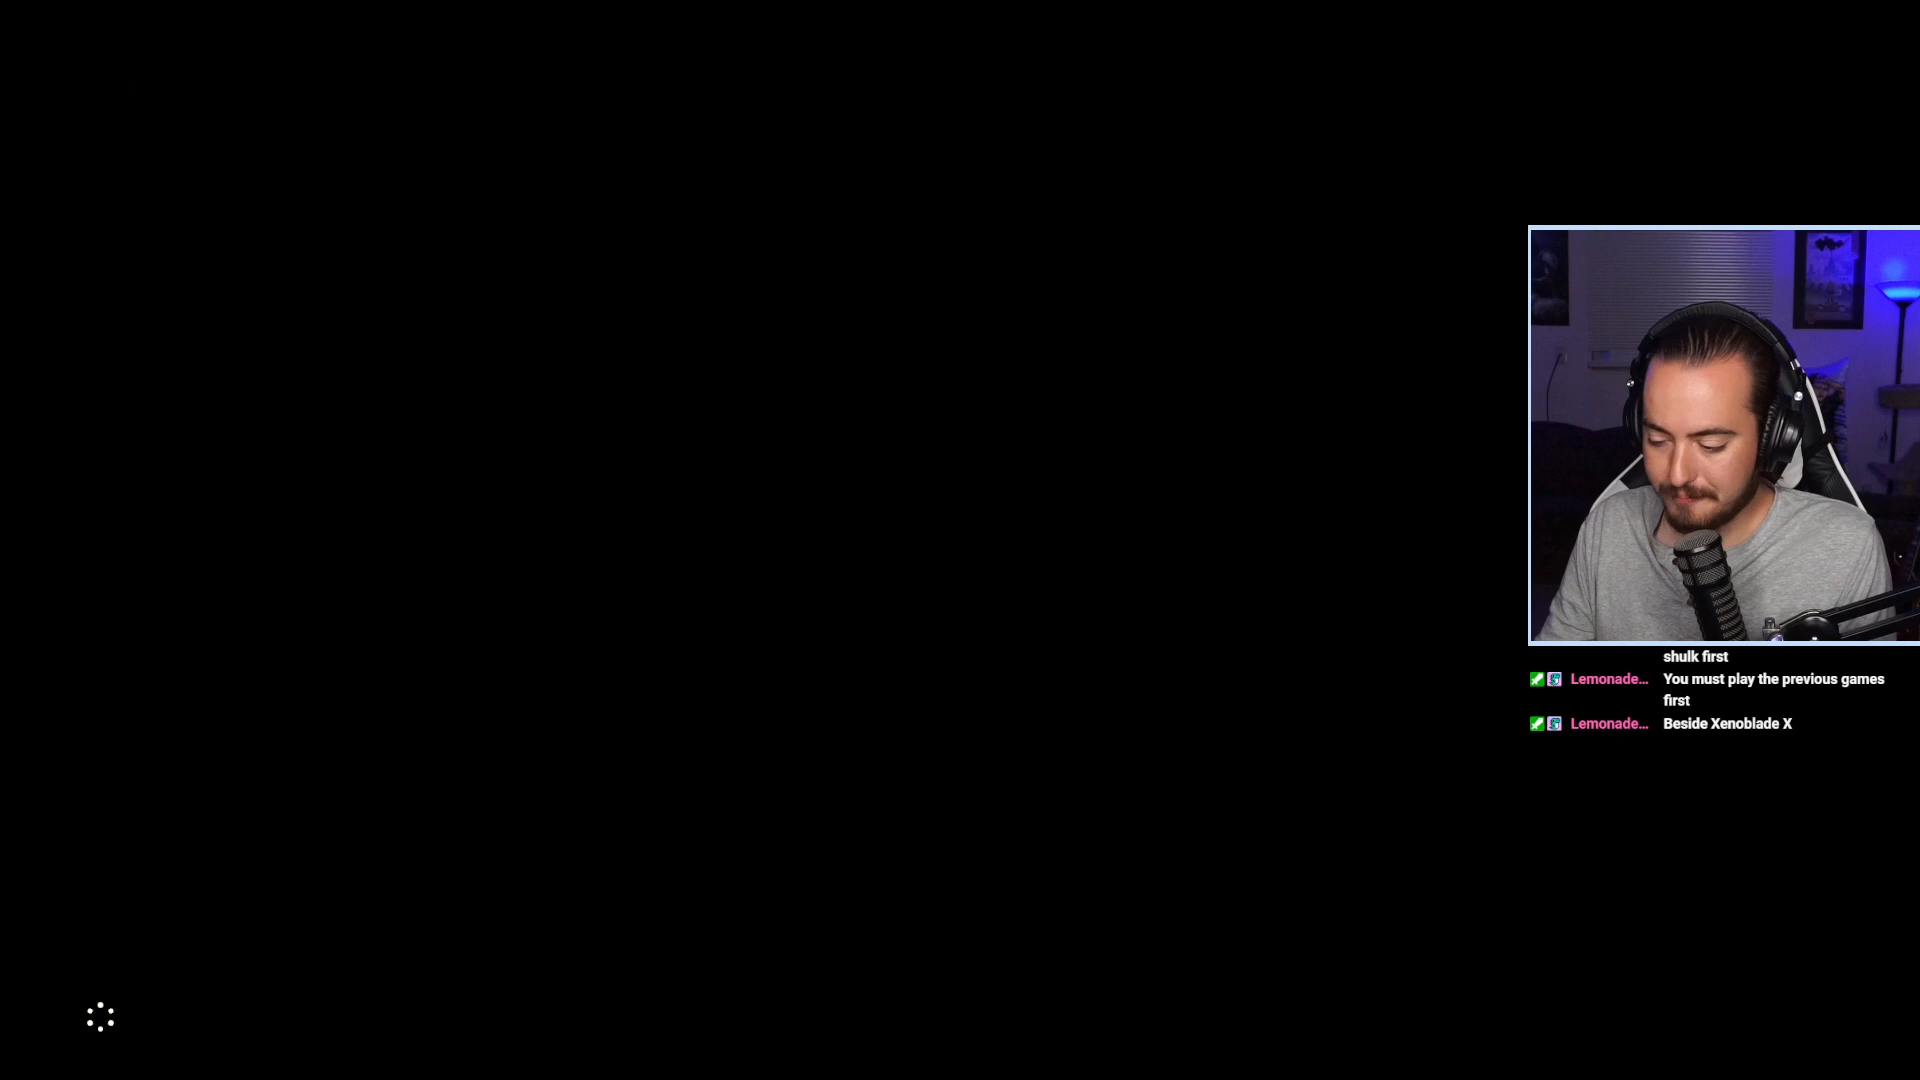 shulk first
Lemonade... You must play the previous games
first
Lemonade... Beside Xenoblade X